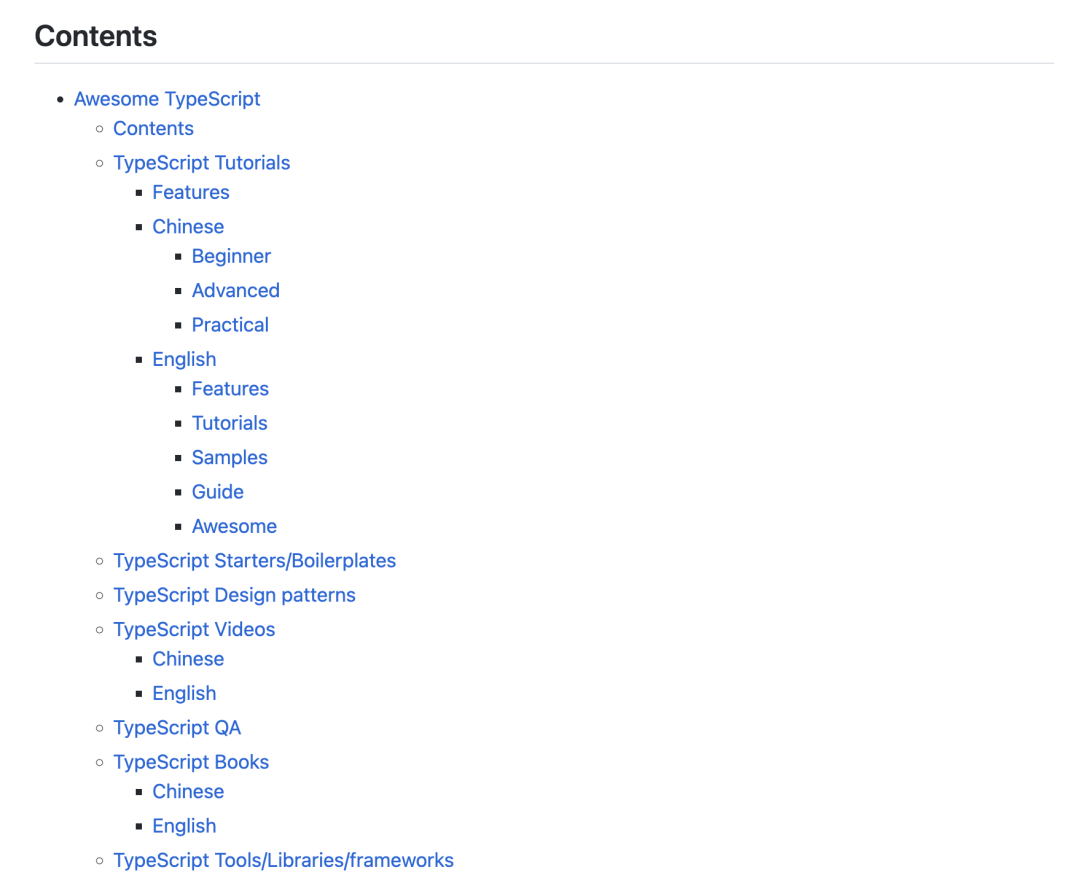 Contents
Awesome TypeScript
Contents
TypeScript Tutorials
Features
Chinese
Beginner
Advanced
Practical
English
Features
Tutorials
Samples
Guide
Awesome
TypeScript Starters/Boilerplates
TypeScript Design patterns
TypeScript Videos
Chinese
English
TypeScript QA
TypeScript Books
Chinese
English
TypeScript Tools/Libraries/frameworks